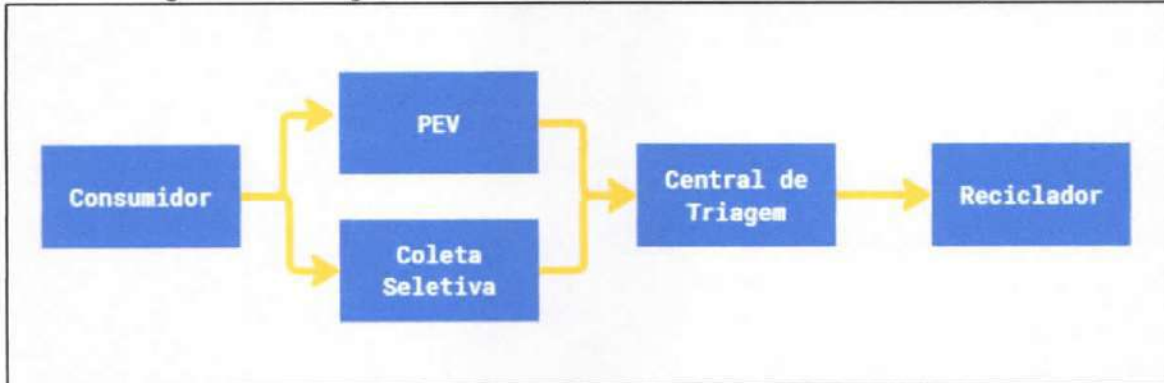 Consumidor
PEV
Coleta
Seletiva
Central de
Triagem
Reciclador